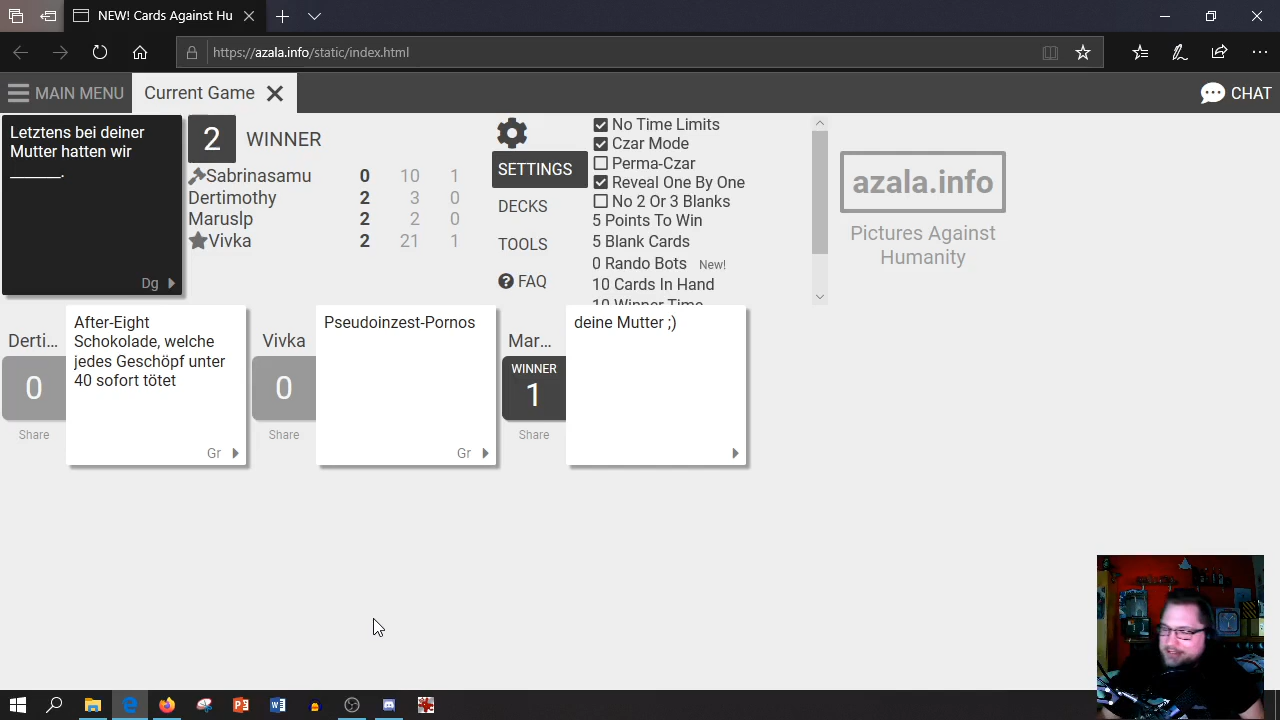 NEW! Cards Against Hu
https://azala.info/static/index.html
MAIN MENU
Current Game
CHAT
Letztens bei deiner
Mutter hatten wir
______.
Dg
2 WINNER
Sabrinasamu 0 10 1
Dertimothy 2 3 0
Maruslp 2 2 0
Vivka 2 21 1
SETTINGS
DECKS
TOOLS
FAQ
No Time Limits
Czar Mode
Perma-Czar
Reveal One By One
No 2 Or 3 Blanks
5 Points To Win
5 Blank Cards
0 Rando Bots New!
10 Cards In Hand
10 Winner Time
azala.info
Pictures Against
Humanity
Derti...
0
Share
After-Eight
Schokolade, welche
jedes Geschöpf unter
40 sofort tötet
Gr
Vivka
0
Share
Pseudoinzest-Pornos
Gr
Mar...
WINNER
1
Share
deine Mutter ;)